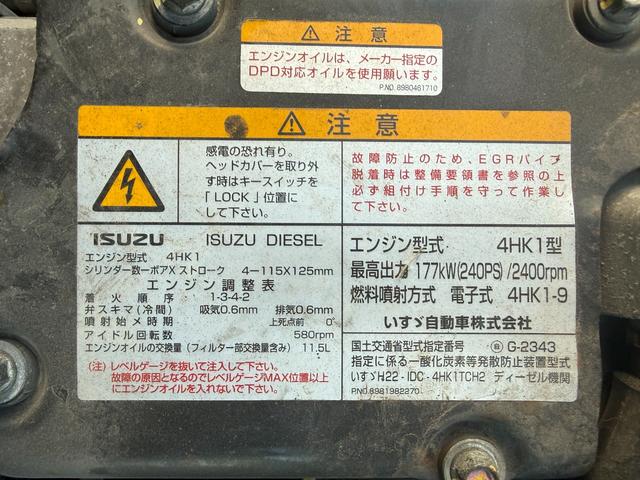 ⚠ 注意
エンジンオイルは、メーカー指定の
DPD対応オイルを使用願います。
P.NO. 8980461710
⚠ 注意
感電の恐れ有り。
ヘッドカバーを取り外
す時はキースイッチを
「LOCK」位置に
して下さい。
故障防止のため、EGRパイプ
脱着時は整備要領書を参照の上
必ず組付け手順を守って作業し
て下さい。
ISUZU ISUZU DIESEL
エンジン型式 4HK1
シリンダー数ーボアX ストローク 4-115X125mm
エンジン調整表
着火順序 1-3-4-2
弁スキマ(冷間) 吸気0.6mm 排気0.6mm
噴射始メ時期 上死点前 0°
アイドル回転数 580rpm
エンジンオイルの交換量(フィルター部交換量含み) 11.5L
(注)レベルゲージを抜いて注入して下さい。
故障の原因となるのでレベルゲージMAX位置以上
にエンジンオイルを入れないで下さい。
エンジン型式 4HK1型
最高出力 177kW(240PS)/2400rpm
燃料噴射方式 電子式 4HK1-9
いすゞ自動車株式会社
国土交通省型式指定番号 G-2343
指定に係る一酸化炭素等発散防止装置型式
いすゞH22-IDC-4HK1TCH2 ディーゼル機関
P.NO. 8981982270